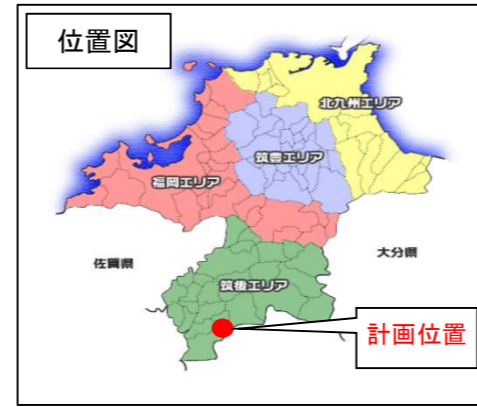 位置図
北九州エリア
筑豊エリア
福岡エリア
佐賀県
大分県
筑後エリア
計画位置